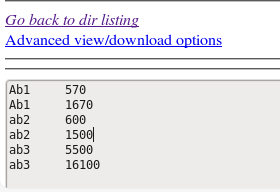 Go back to dir listing
Advanced view/download options
Ab1 570
Ab1 1670
ab2 600
ab2 1500
ab3 5500
ab3 16100